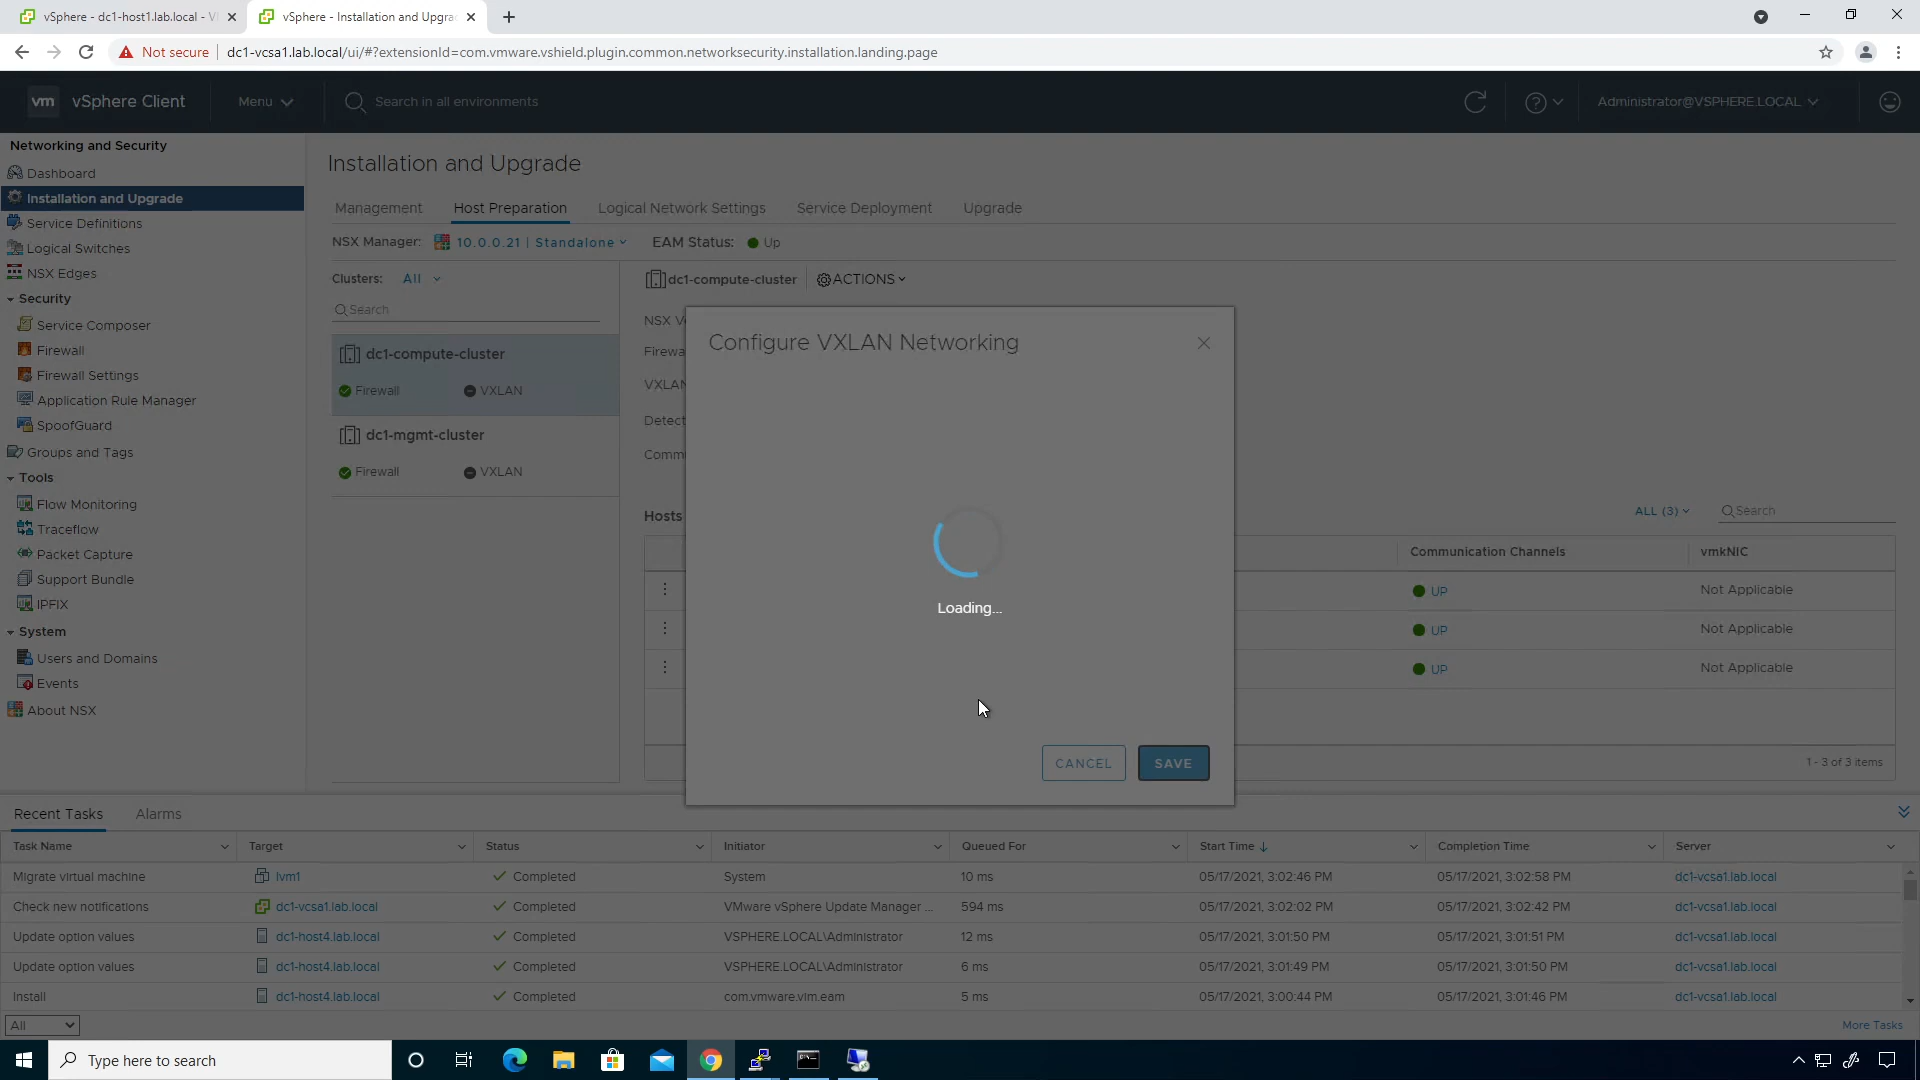 vSphere - dc1-host1.lab.local - V
vSphere - Installation and Upgra
Not secure
dc1-vcsa1.lab.local/ui/#?extensionId=com.vmware.vshield.plugin.common.networksecurity.installation.landing.page
vm vSphere Client
Menu
Search in all environments
Administrator@VSPHERE.LOCAL
Networking and Security
Dashboard
Installation and Upgrade
Service Definitions
Logical Switches
NSX Edges
Security
Service Composer
Firewall
Firewall Settings
Application Rule Manager
SpoofGuard
Groups and Tags
Tools
Flow Monitoring
Traceflow
Packet Capture
Support Bundle
IPFIX
System
Users and Domains
Events
About NSX
Installation and Upgrade
Management Host Preparation Logical Network Settings Service Deployment Upgrade
NSX Manager: 10.0.0.21 | Standalone EAM Status: Up
Clusters: All
Search
dc1-compute-cluster
Firewall VXLAN
dc1-mgmt-cluster
Firewall VXLAN
dc1-compute-cluster ACTIONS
NSX V
Firewa
VXLAN
Detect
Comm
Hosts
ALL (3) Search
Communication Channels vmkNIC
UP Not Applicable
UP Not Applicable
UP Not Applicable
1 - 3 of 3 items
Configure VXLAN Networking
Loading...
CANCEL SAVE
Recent Tasks Alarms
Task Name Target Status Initiator Queued For Start Time Completion Time Server
Migrate virtual machine lvm1 Completed System 10 ms 05/17/2021, 3:02:46 PM 05/17/2021, 3:02:58 PM dc1-vcsa1.lab.local
Check new notifications dc1-vcsa1.lab.local Completed VMware vSphere Update Manager ... 594 ms 05/17/2021, 3:02:02 PM 05/17/2021, 3:02:42 PM dc1-vcsa1.lab.local
Update option values dc1-host4.lab.local Completed VSPHERE.LOCAL\Administrator 12 ms 05/17/2021, 3:01:50 PM 05/17/2021, 3:01:51 PM dc1-vcsa1.lab.local
Update option values dc1-host4.lab.local Completed VSPHERE.LOCAL\Administrator 6 ms 05/17/2021, 3:01:49 PM 05/17/2021, 3:01:50 PM dc1-vcsa1.lab.local
Install dc1-host4.lab.local Completed com.vmware.vim.eam 5 ms 05/17/2021, 3:00:44 PM 05/17/2021, 3:01:46 PM dc1-vcsa1.lab.local
All
More Tasks
Type here to search